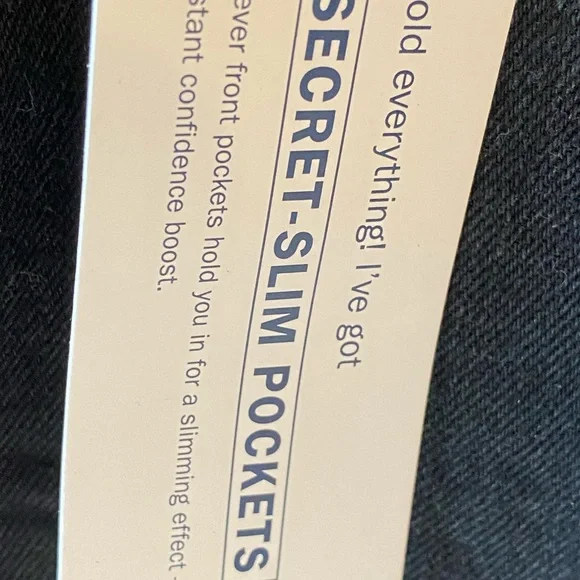 old everything! I've got
SECRET-SLIM POCKETS
ever front pockets hold you in for a slimming effect -
stant confidence boost.